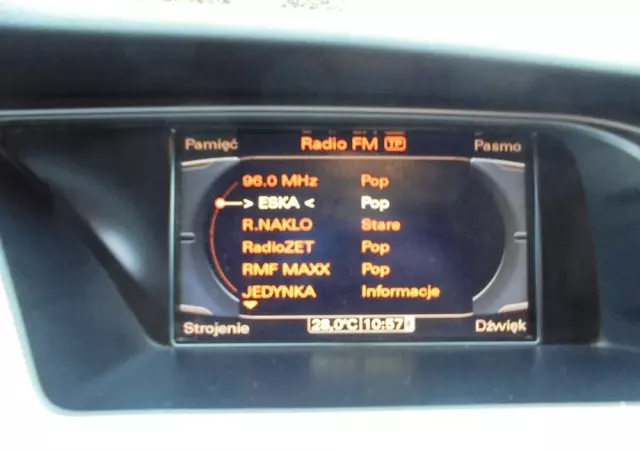 Pamięć Radio FM TP Pasmo
96.0 MHz Pop
> ESKA < Pop
R.NAKLO Stare
RadioZET Pop
RMF MAXX Pop
JEDYNKA Informacje
Strojenie 28,0°C 10:57 Dźwięk